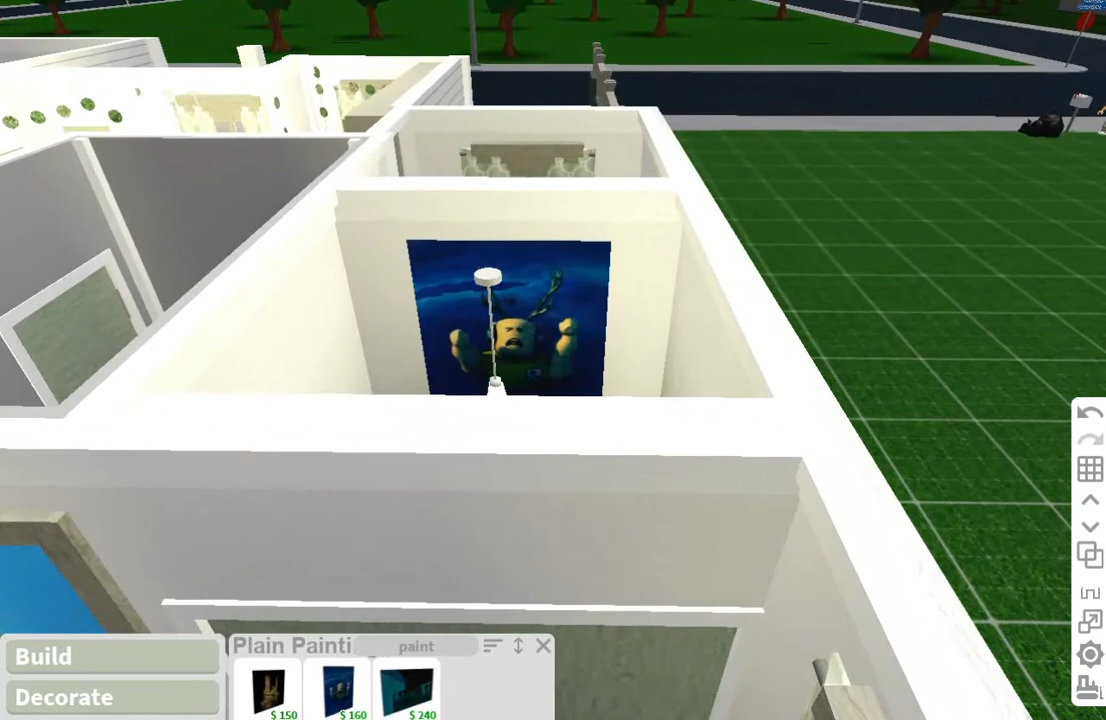 Build
Plain Painti
paint
Decorate
$ 150
$ 160
$ 240